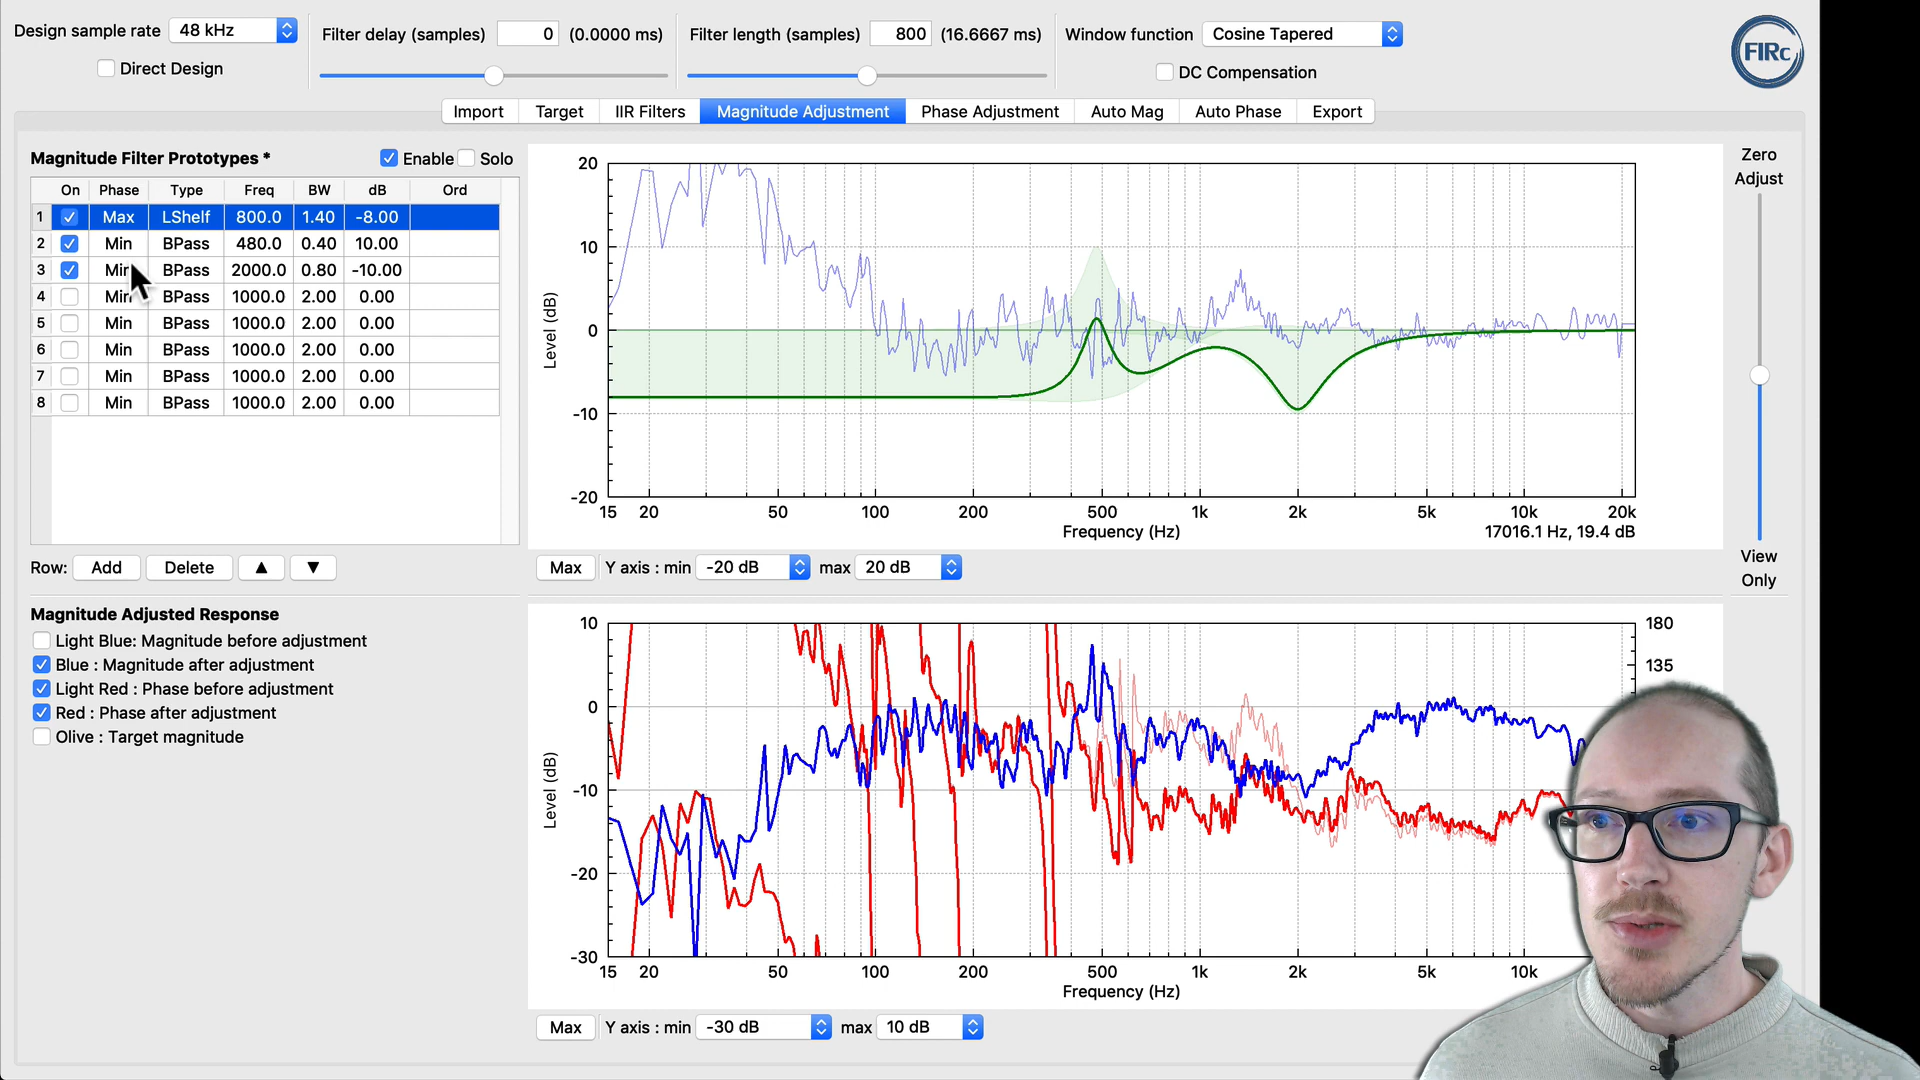 Design sample rate 48 kHz
Direct Design
Filter delay (samples) 0 (0.0000 ms)
Filter length (samples) 800 (16.6667 ms)
Window function Cosine Tapered
DC Compensation
FIRc
Import Target IIR Filters Magnitude Adjustment Phase Adjustment Auto Mag Auto Phase Export
Magnitude Filter Prototypes * Enable Solo
On Phase Type Freq BW dB Ord
1 Max LShelf 800.0 1.40 -8.00
2 Min BPass 480.0 0.40 10.00
3 Min BPass 2000.0 0.80 -10.00
4 Min BPass 1000.0 2.00 0.00
5 Min BPass 1000.0 2.00 0.00
6 Min BPass 1000.0 2.00 0.00
7 Min BPass 1000.0 2.00 0.00
8 Min BPass 1000.0 2.00 0.00
Row: Add Delete ▲ ▼
20
10
0
-10
-20
Level (dB)
15 20 50 100 200 500 1k 2k 5k 10k 20k
Frequency (Hz)
17016.1 Hz, 19.4 dB
Max Y axis : min -20 dB max 20 dB
Zero
Adjust
View
Only
Magnitude Adjusted Response
Light Blue: Magnitude before adjustment
Blue : Magnitude after adjustment
Light Red : Phase before adjustment
Red : Phase after adjustment
Olive : Target magnitude
10
0
-10
-20
-30
Level (dB)
180
135
15 20 50 100 200 500 1k 2k 5k 10k
Frequency (Hz)
Max Y axis : min -30 dB max 10 dB